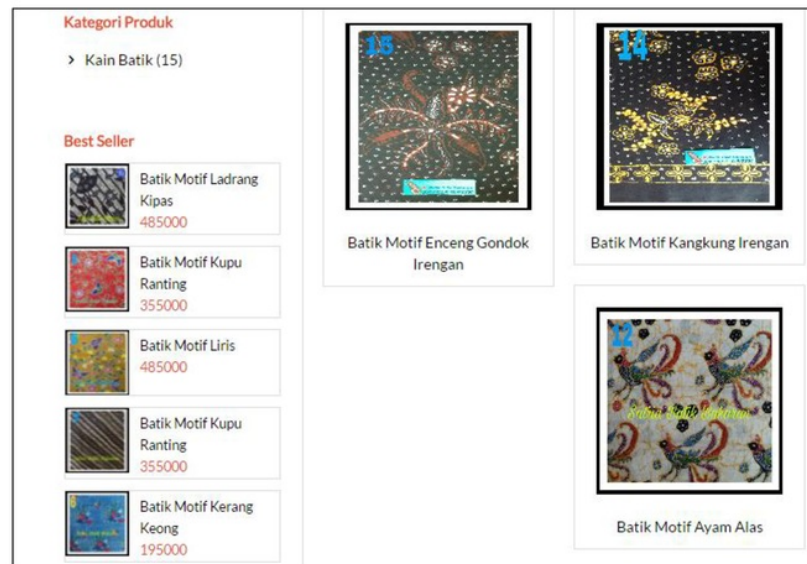 Kategori Produk
Kain Batik (15)
Best Seller
Batik Motif Ladrang
Kipas
485000
Batik Motif Kupu
Ranting
355000
Batik Motif Liris
485000
Batik Motif Kupu
Ranting
355000
Batik Motif Kerang
Keong
195000
15
Batik Motif Enceng Gondok
Irengan
14
Batik Motif Kangkung Irengan
12
Batik Motif Ayam Alas